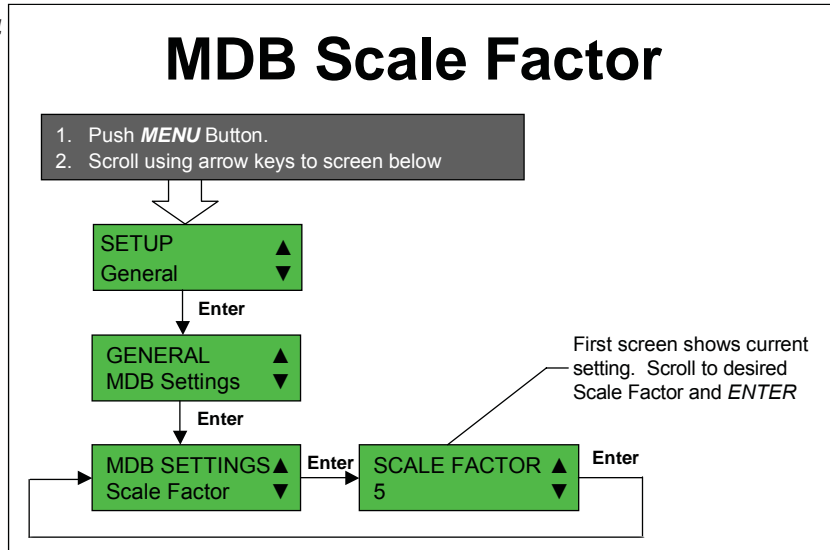 MDB Scale Factor
1. Push MENU Button.
2. Scroll using arrow keys to screen below
SETUP ▲
General ▼
Enter
GENERAL ▲
MDB Settings ▼
Enter
First screen shows current
setting. Scroll to desired
Scale Factor and ENTER
MDB SETTINGS ▲
Scale Factor ▼
Enter
SCALE FACTOR ▲
5 ▼
Enter